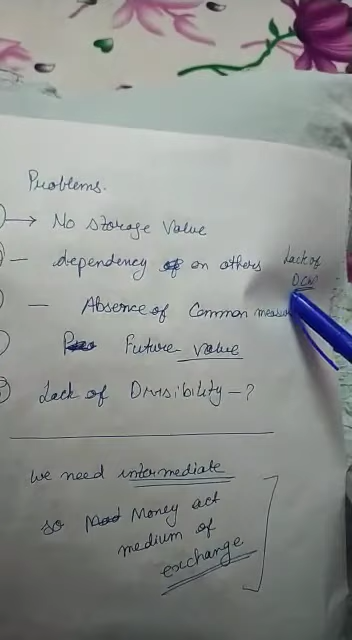 Problems.
→ No Storage Value
— dependency on others Lack of
DCW
— Absence of Common measu
Future value
Lack of Divisibility — ?
We need intermediate
so Money act
medium of
exchange